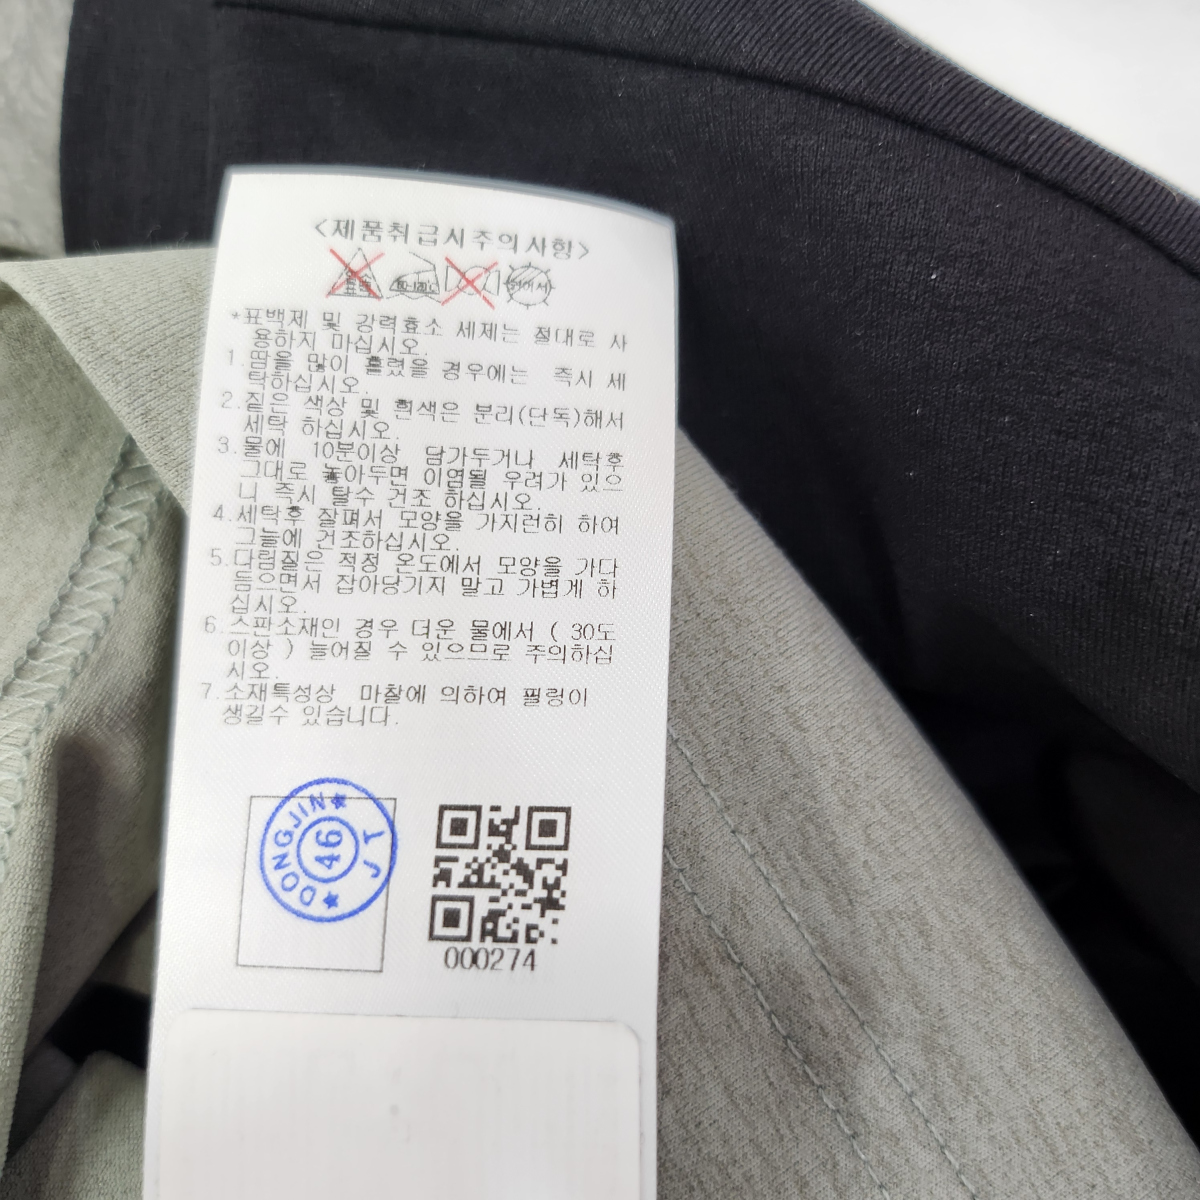 <제품취급시주의사항>
염소
표백
80-120℃
뉘어서
*표백제 및 강력효소 세제는 절대로 사
용하지 마십시오.
1.땀을 많이 흘렸을 경우에는 즉시 세
탁하십시오.
2.짙은 색상 및 흰색은 분리(단독)해서
세탁 하십시오.
3.물에 10분이상 담가두거나 세탁후
그대로 놓아두면 이염될 우려가 있으
니 즉시 탈수 건조 하십시오.
4.세탁후 잘펴서 모양을 가지런히 하여
그늘에 건조하십시오.
5.다림질은 적정 온도에서 모양을 가다
듬으면서 잡아당기지 말고 가볍게 하
십시오.
6.스판소재인 경우 더운 물에서 ( 30도
이상 ) 늘어질 수 있으므로 주의하십
시오.
7.소재특성상 마찰에 의하여 필링이
생길수 있습니다.
DONGJIN
46
JT
000274